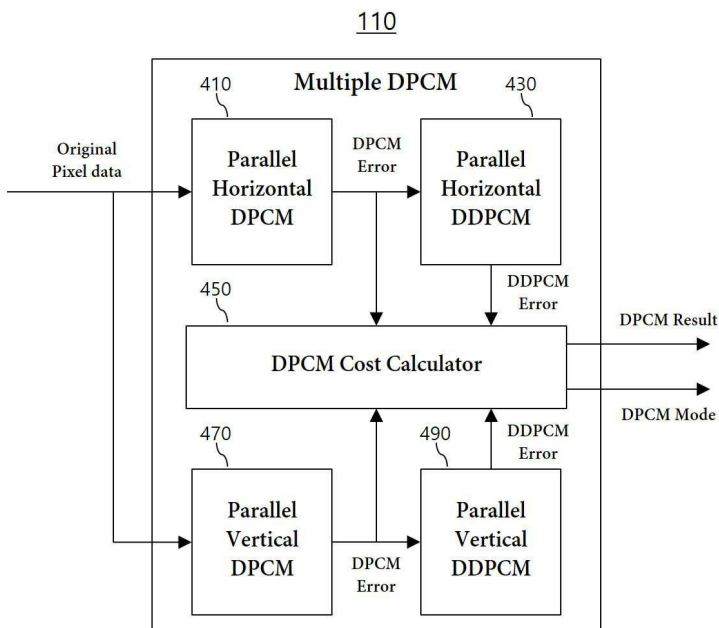 110
Multiple DPCM
410
430
Original
Pixel data
Parallel
Horizontal
DPCM
DPCM
Error
Parallel
Horizontal
DDPCM
450
DDPCM
Error
DPCM Cost Calculator
DPCM Result
DPCM Mode
470
490
DDPCM
Error
Parallel
Vertical
DPCM
DPCM
Error
Parallel
Vertical
DDPCM